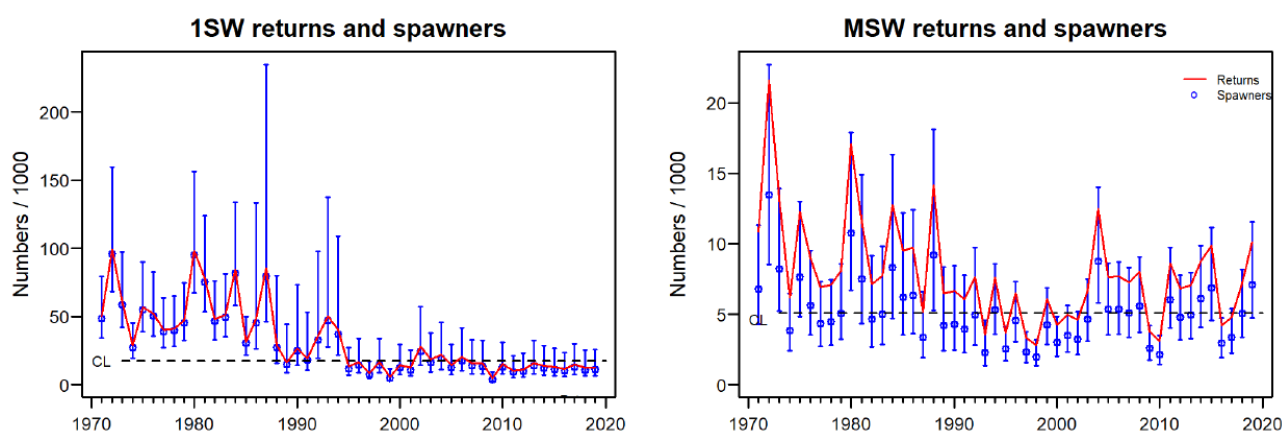 1SW returns and spawners
Numbers / 1000
200
150
100
50
0
CL
1970 1980 1990 2000 2010 2020
MSW returns and spawners
Returns
Spawners
Numbers / 1000
20
15
10
5
0
CL
1970 1980 1990 2000 2010 2020